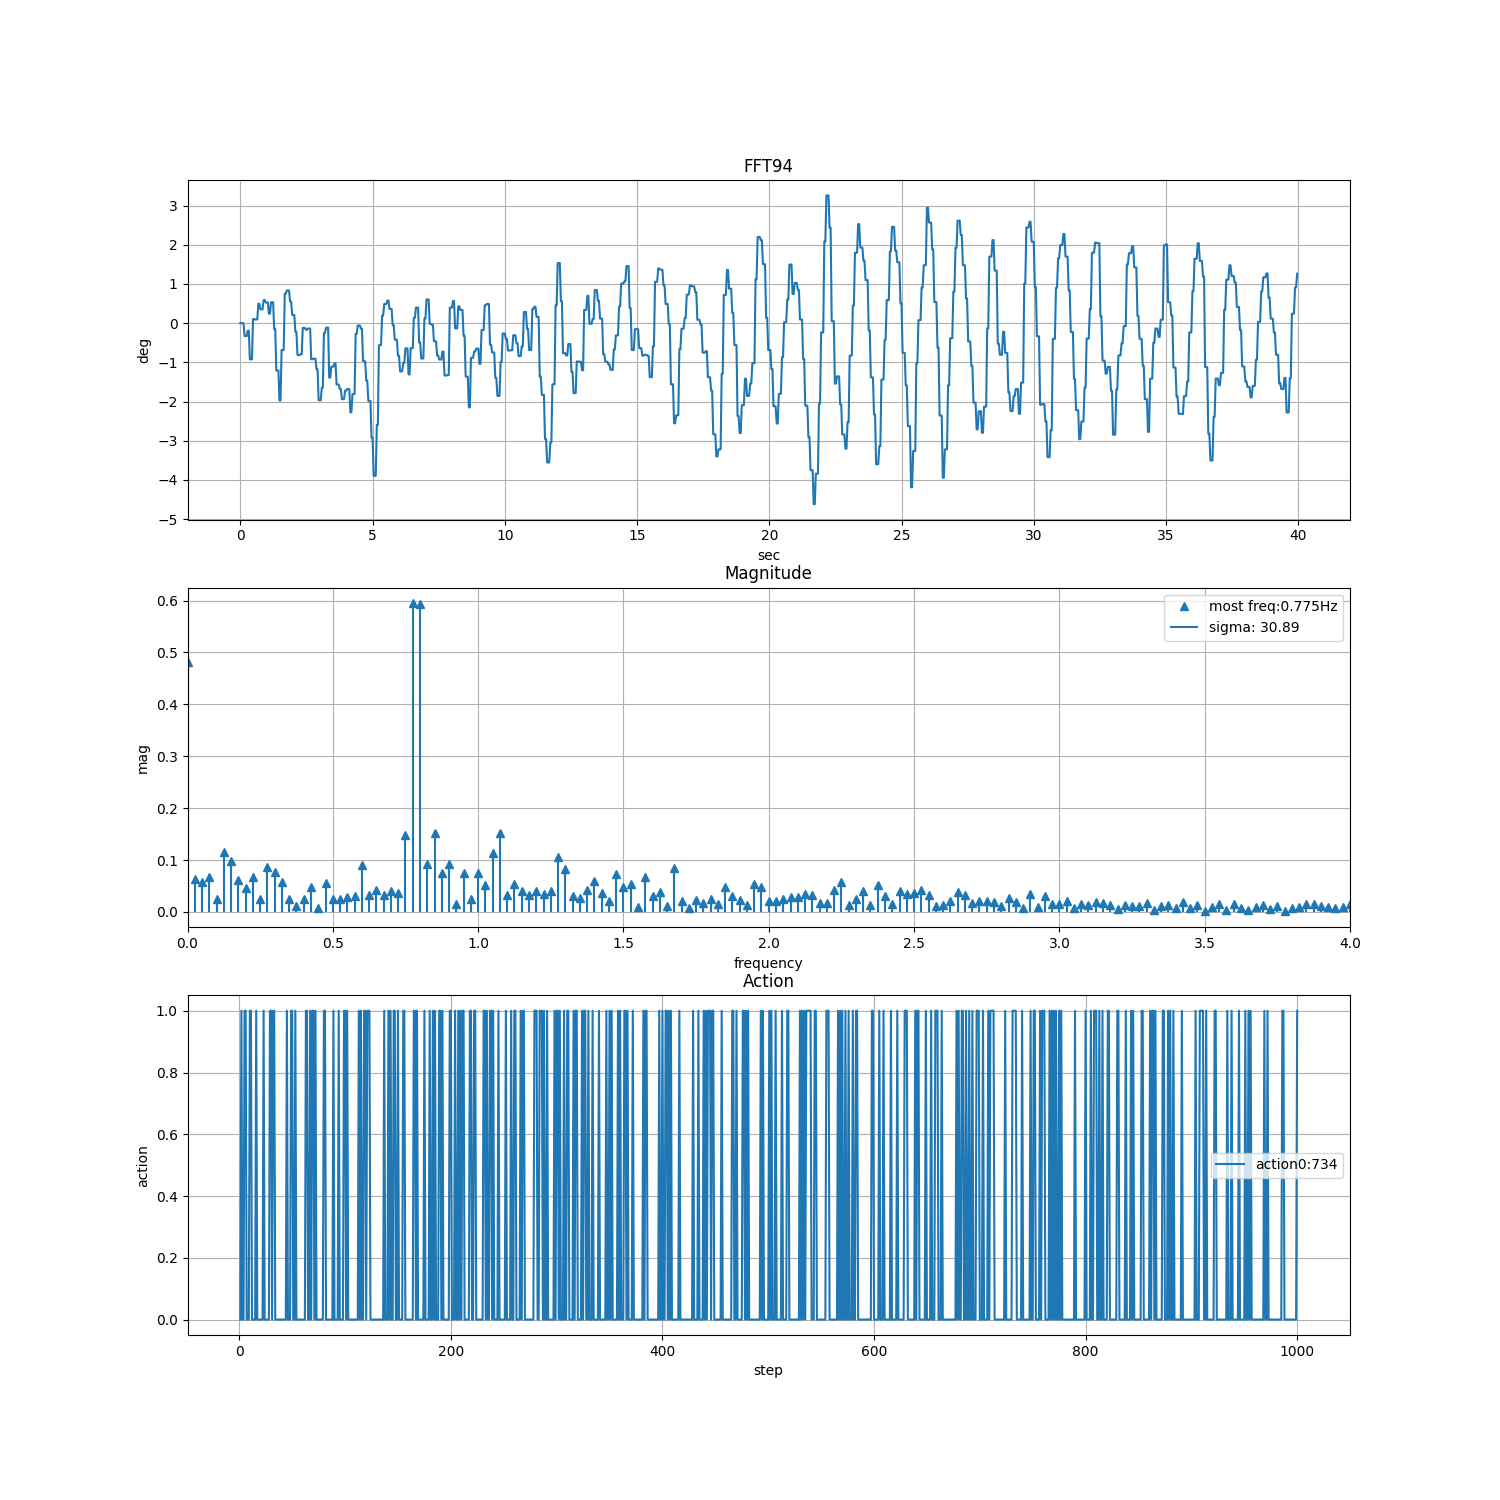 FFT94
3
2
1
0
−1
−2
−3
−4
−5
deg
0 5 10 15 20 25 30 35 40
sec
Magnitude
0.6
0.5
0.4
0.3
0.2
0.1
0.0
mag
most freq:0.775Hz
sigma: 30.89
0.0 0.5 1.0 1.5 2.0 2.5 3.0 3.5 4.0
frequency
Action
1.0
0.8
0.6
0.4
0.2
0.0
action
action0:734
0 200 400 600 800 1000
step